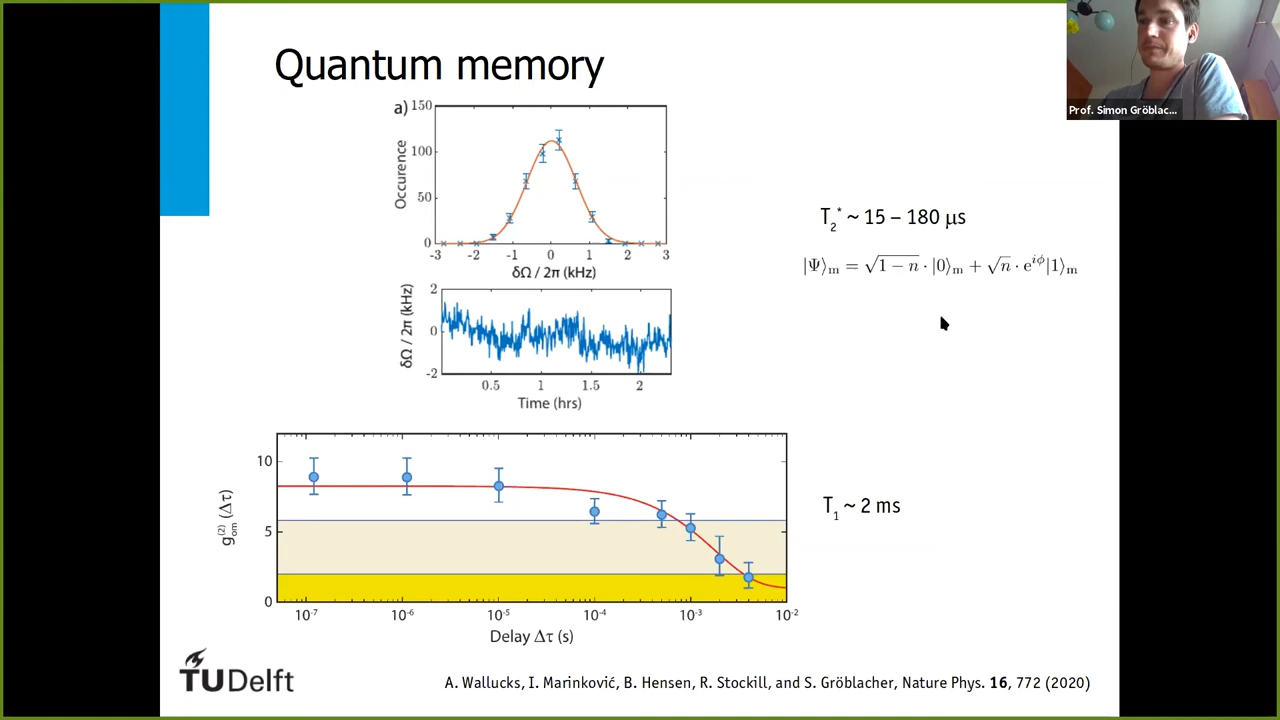 Quantum memory
Prof. Simon Gröblac...
a)
150
100
50
0
Occurence
-3 -2 -1 0 1 2 3
δΩ / 2π (kHz)
2
0
-2
δΩ / 2π (kHz)
0.5 1 1.5 2
Time (hrs)
T₂* ~ 15 – 180 μs
|Ψ⟩ₘ = √1−n · |0⟩ₘ + √n · e^{iϕ}|1⟩ₘ
10
5
0
g_om^(2) (Δτ)
10⁻⁷ 10⁻⁶ 10⁻⁵ 10⁻⁴ 10⁻³ 10⁻²
Delay Δτ (s)
T₁ ~ 2 ms
TUDelft
A. Wallucks, I. Marinković, B. Hensen, R. Stockill, and S. Gröblacher, Nature Phys. 16, 772 (2020)